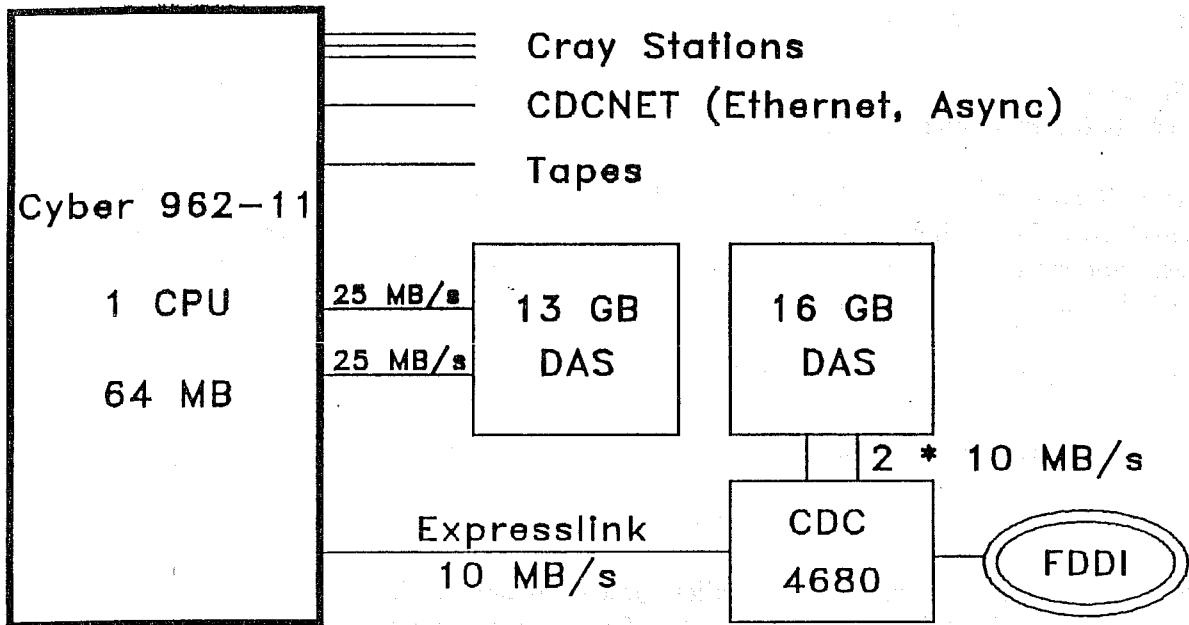 Cray Stations
CDCNET (Ethernet, Async)
Tapes
Cyber 962-11
1 CPU
64 MB
25 MB/s
25 MB/s
13 GB
DAS
16 GB
DAS
2 * 10 MB/s
Expresslink
10 MB/s
CDC
4680
FDDI